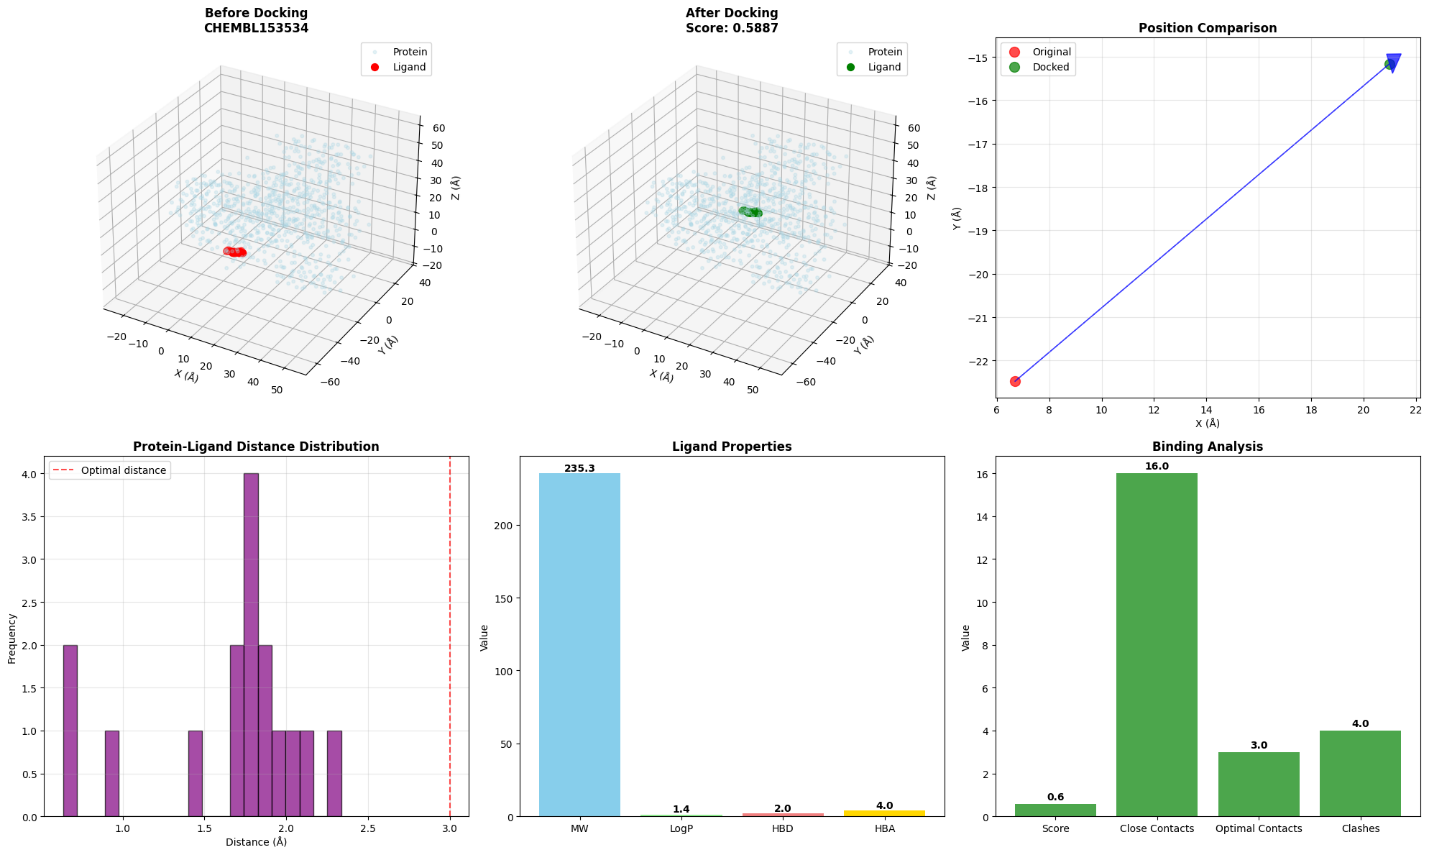 Before Docking
CHEMBL153534
Protein
Ligand
60
50
40
30
20
10
0
−10
−20
Z (Å)
40
20
0
−20
−40
−60
Y (Å)
−20
−10
0
10
20
30
40
50
X (Å)
After Docking
Score: 0.5887
Protein
Ligand
60
50
40
30
20
10
0
−10
−20
Z (Å)
40
20
0
−20
−40
−60
Y (Å)
−20
−10
0
10
20
30
40
50
X (Å)
Position Comparison
Original
Docked
−15
−16
−17
−18
−19
−20
−21
−22
Y (Å)
6 8 10 12 14 16 18 20 22
X (Å)
Protein-Ligand Distance Distribution
Optimal distance
4.0
3.5
3.0
2.5
2.0
1.5
1.0
0.5
0.0
Frequency
1.0 1.5 2.0 2.5 3.0
Distance (Å)
Ligand Properties
235.3
1.4
2.0
4.0
200
150
100
50
0
Value
MW LogP HBD HBA
Binding Analysis
0.6
16.0
3.0
4.0
16
14
12
10
8
6
4
2
0
Value
Score Close Contacts Optimal Contacts Clashes